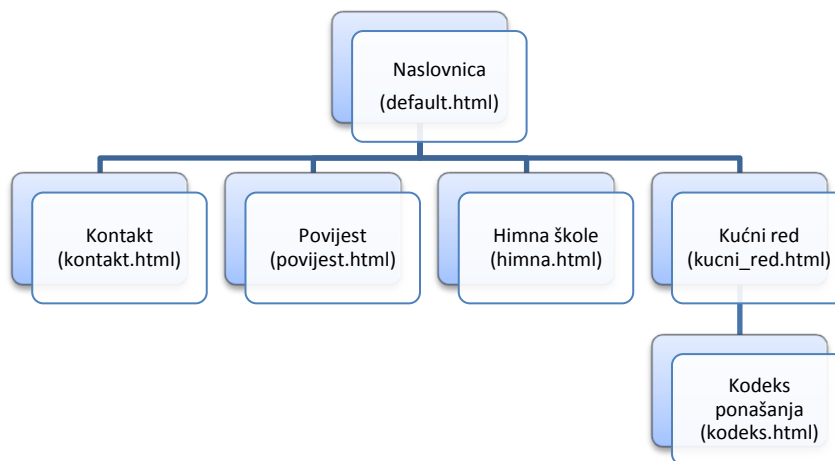 Naslovnica
(default.html)
Kontakt
(kontakt.html)
Povijest
(povijest.html)
Himna škole
(himna.html)
Kućni red
(kucni_red.html)
Kodeks
ponašanja
(kodeks.html)